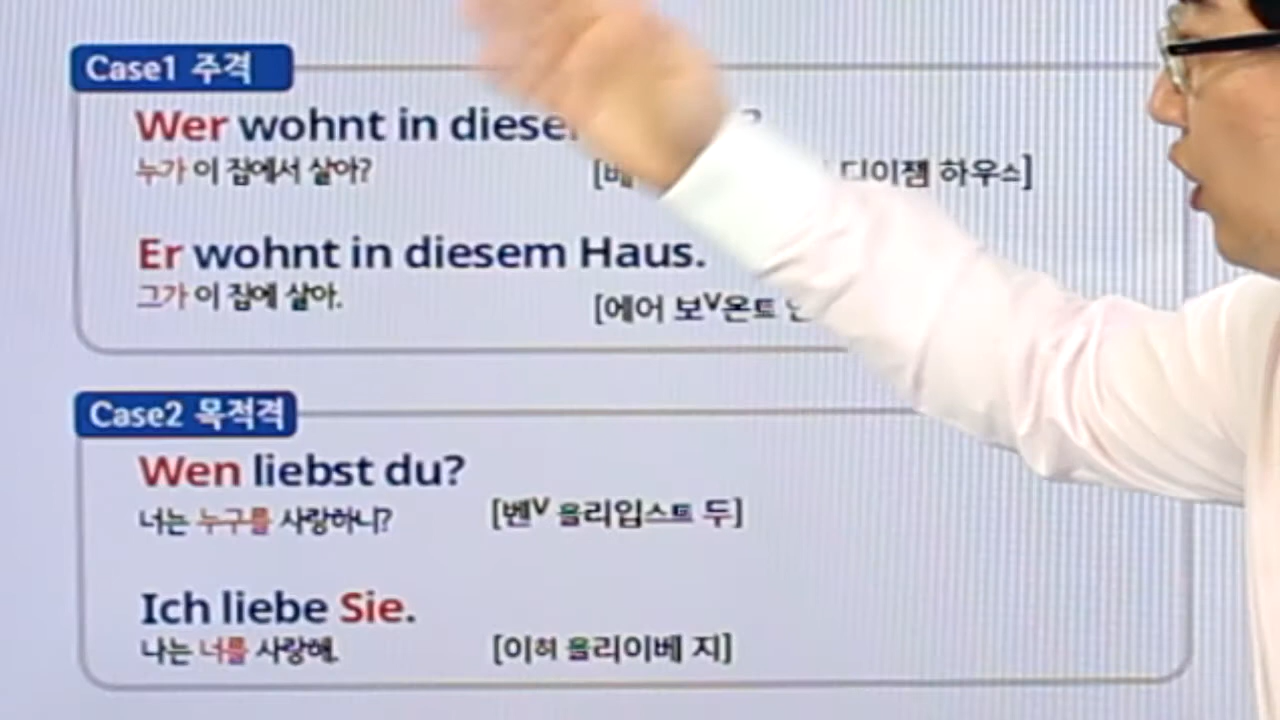 Case1 주격
Wer wohnt in ?
누가 이 집에서 살아? 디이젬 하우스]
Er wohnt in diesem Haus.
그가 이 집에 살아.
[에어 보ⱽ온트
Case2 목적격
Wen liebst du?
너는 누구를 사랑하니? [벤ⱽ 을리입스트 두]
Ich liebe Sie.
나는 너를 사랑해. [이혀 을리이베 지]